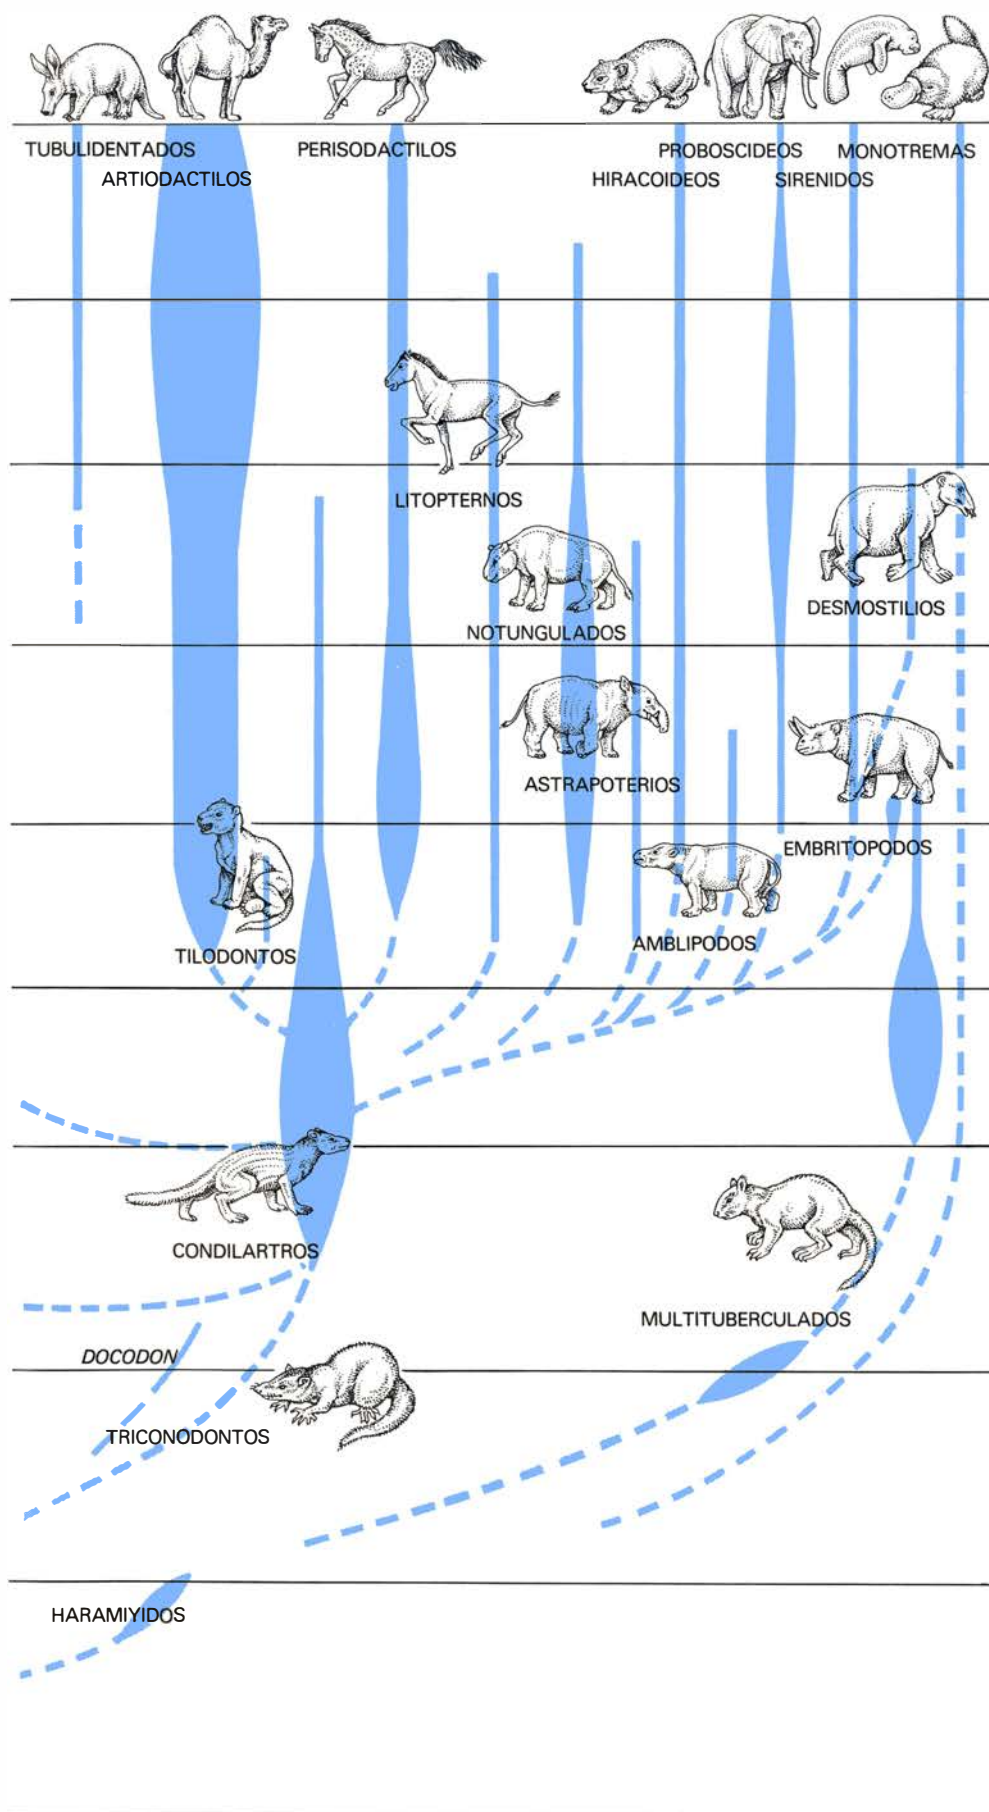 TUBULIDENTADOS
PERISODACTILOS
PROBOSCIDEOS
MONOTREMAS
ARTIODACTILOS
HIRACOIDEOS
SIRENIDOS
LITOPTERNOS
DESMOSTILIOS
NOTUNGULADOS
ASTRAPOTERIOS
EMBRITOPODOS
AMBLIPODOS
TILODONTOS
CONDILARTROS
MULTITUBERCULADOS
DOCODON
TRICONODONTOS
HARAMIYIDOS